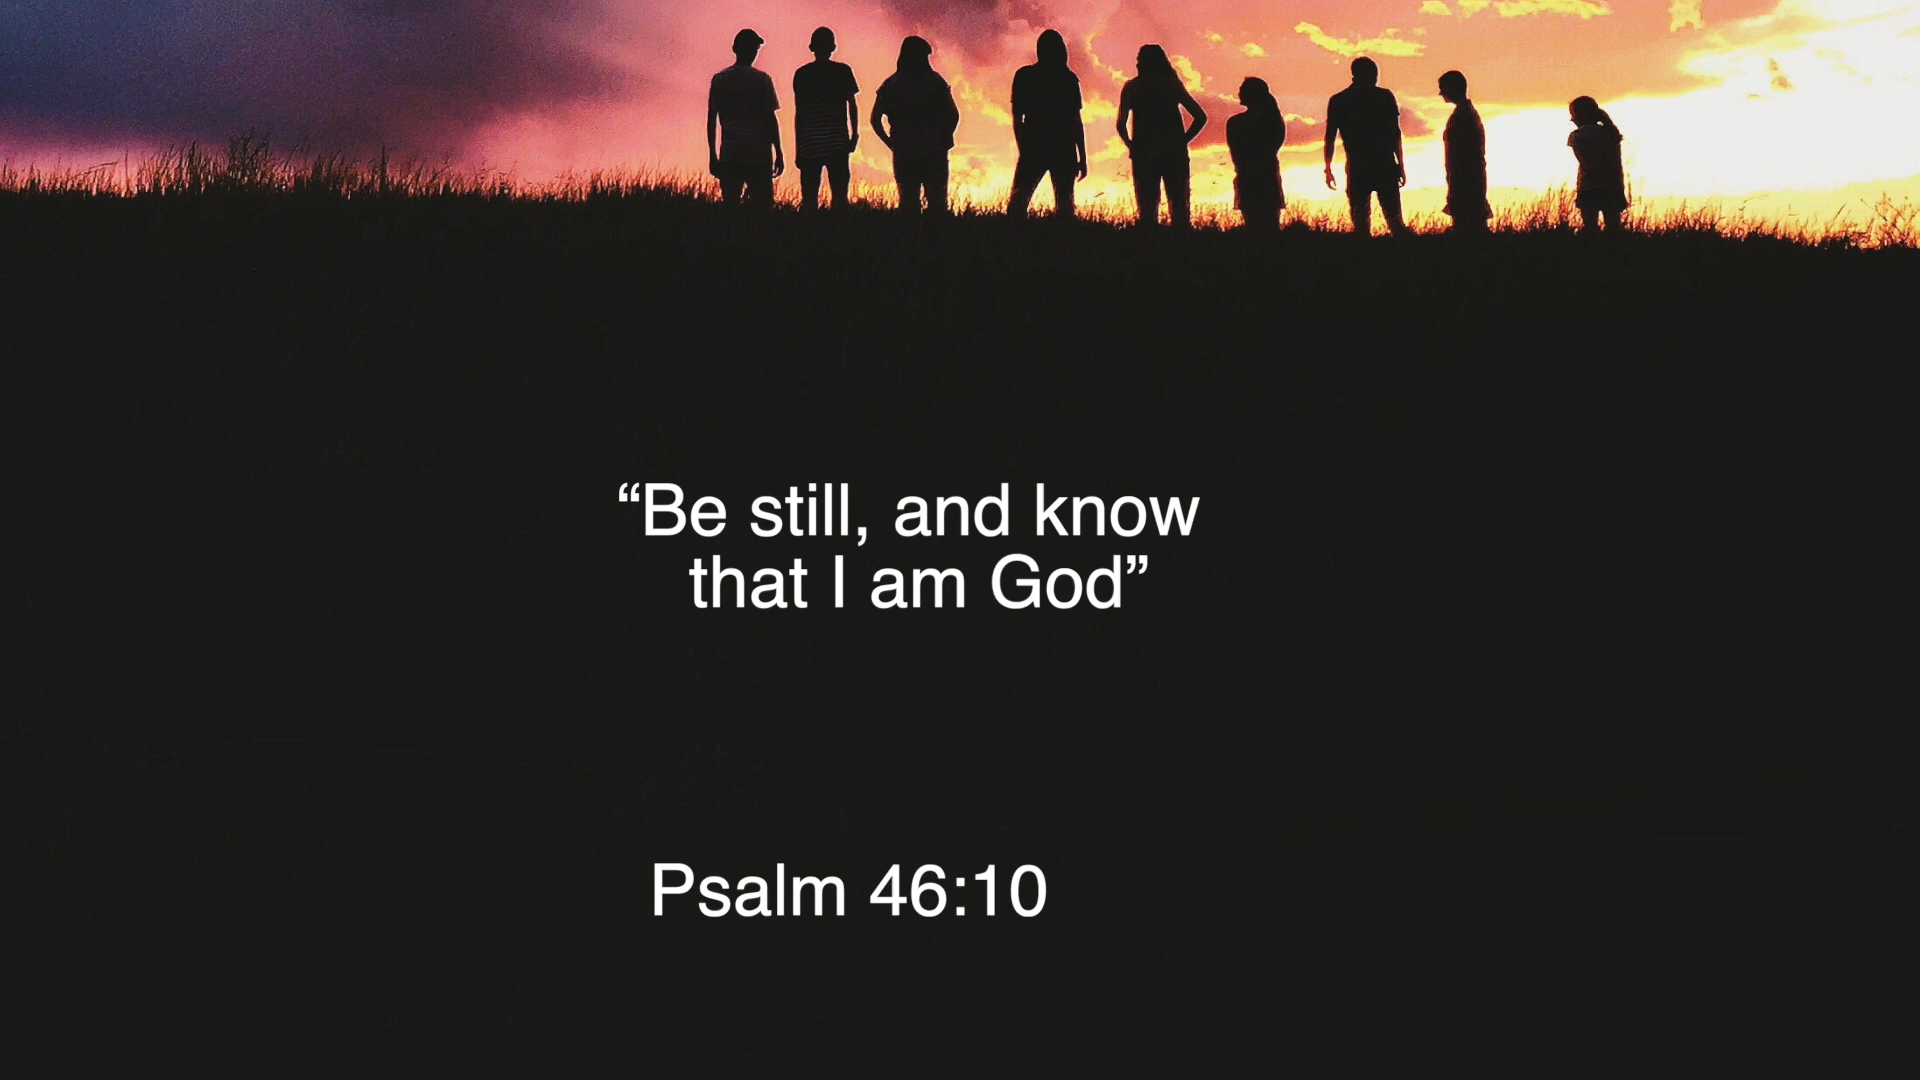 “Be still, and know
that I am God”
Psalm 46:10